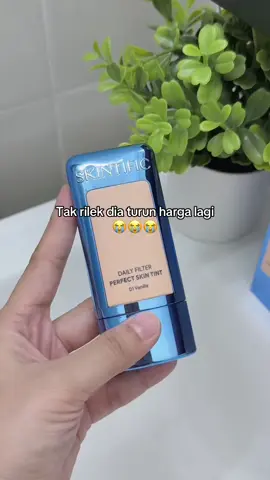 SKINTIFIC
Tak rilek dia turun harga lagi
😭😭😭
DAILY FILTER
PERFECT SKIN TINT
01 Vanilla